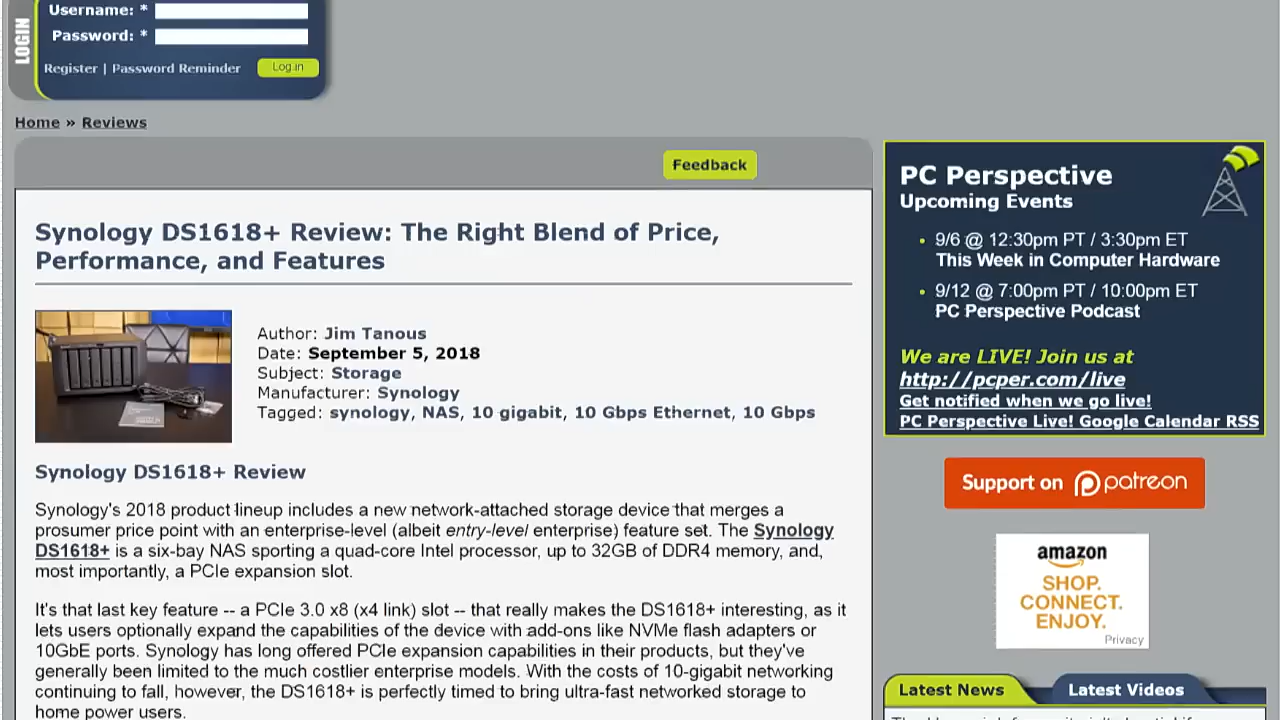 LOGIN
Username: *
Password: *
Register | Password Reminder
Log in
Home » Reviews
Feedback
Synology DS1618+ Review: The Right Blend of Price,
Performance, and Features
Author: Jim Tanous
Date: September 5, 2018
Subject: Storage
Manufacturer: Synology
Tagged: synology, NAS, 10 gigabit, 10 Gbps Ethernet, 10 Gbps
Synology DS1618+ Review
Synology's 2018 product lineup includes a new network-attached storage device that merges a
prosumer price point with an enterprise-level (albeit entry-level enterprise) feature set. The Synology
DS1618+ is a six-bay NAS sporting a quad-core Intel processor, up to 32GB of DDR4 memory, and,
most importantly, a PCIe expansion slot.
It's that last key feature -- a PCIe 3.0 x8 (x4 link) slot -- that really makes the DS1618+ interesting, as it
lets users optionally expand the capabilities of the device with add-ons like NVMe flash adapters or
10GbE ports. Synology has long offered PCIe expansion capabilities in their products, but they've
generally been limited to the much costlier enterprise models. With the costs of 10-gigabit networking
continuing to fall, however, the DS1618+ is perfectly timed to bring ultra-fast networked storage to
home power users.
PC Perspective
Upcoming Events
• 9/6 @ 12:30pm PT / 3:30pm ET
This Week in Computer Hardware
• 9/12 @ 7:00pm PT / 10:00pm ET
PC Perspective Podcast
We are LIVE! Join us at
http://pcper.com/live
Get notified when we go live!
PC Perspective Live! Google Calendar RSS
Support on patreon
amazon
SHOP.
CONNECT.
ENJOY.
Privacy
Latest News
Latest Videos